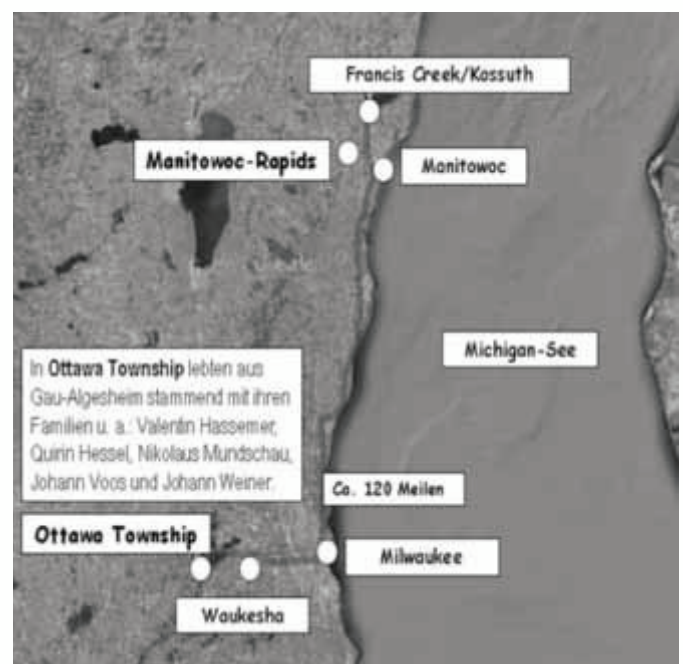 Francis Creek/Kossuth
Manitowoc-Rapids
Manitowoc
Michigan-See
In Ottawa Township lebten aus
Gau-Algesheim stammend mit ihren
Familien u. a.: Valentin Hassemer,
Quirin Hessel, Nikolaus Mundschau,
Johann Voos und Johann Weiner.
Ca. 120 Meilen
Ottawa Township
Milwaukee
Waukesha